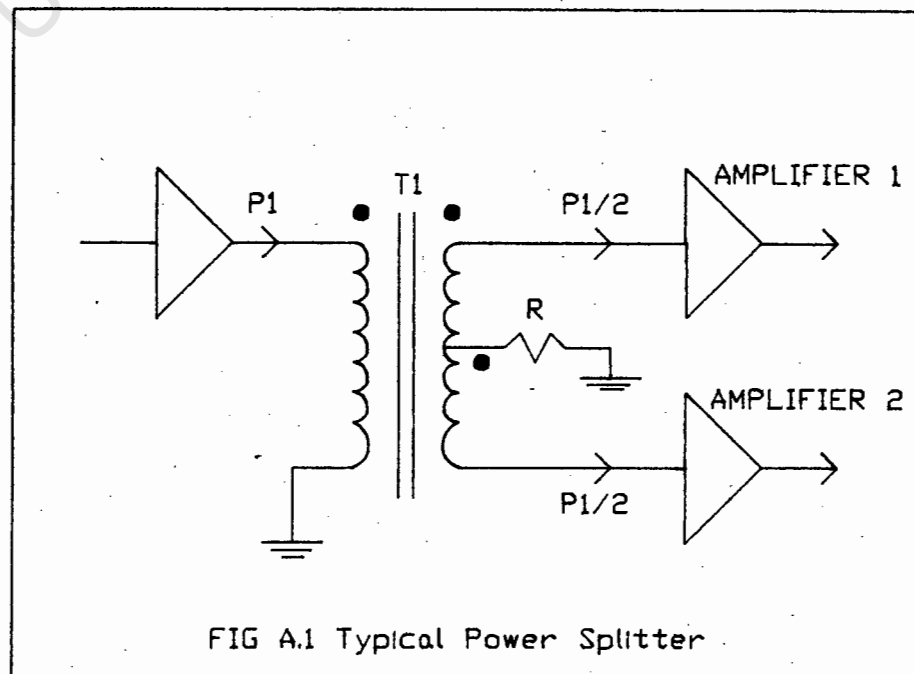 AMPLIFIER 1
P1
T1
P1/2
R
AMPLIFIER 2
P1/2
FIG A.1 Typical Power Splitter